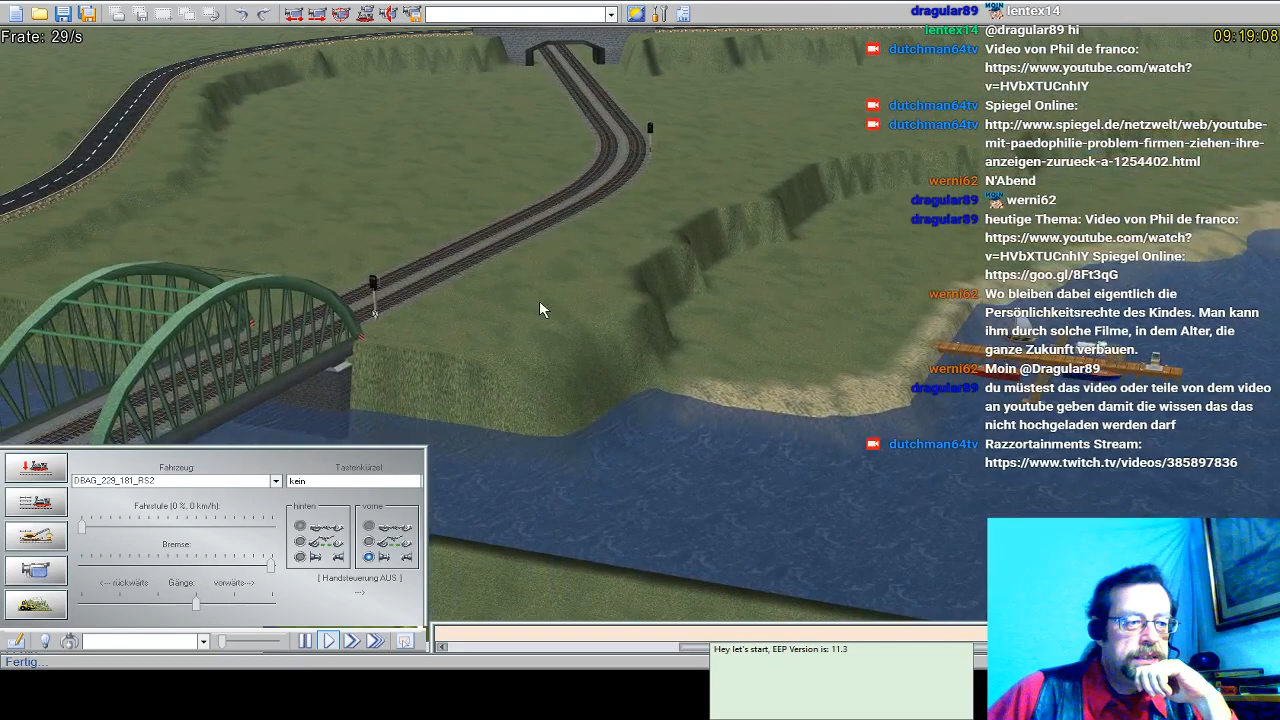 dragular89 MOIN lentex14
lentex14 @dragular89 hi
Frate: 29/s
09:19:08
dutchman64tv Video von Phil de franco:
https://www.youtube.com/watch?
v=HVbXTUCnhIY
dutchman64tv Spiegel Online:
dutchman64tv http://www.spiegel.de/netzwelt/web/youtube-
mit-paedophilie-problem-firmen-ziehen-ihre-
anzeigen-zurueck-a-1254402.html
werni62 N'Abend
dragular89 MOIN werni62
dragular89 heutige Thema: Video von Phil de franco:
https://www.youtube.com/watch?
v=HVbXTUCnhIY Spiegel Online:
https://goo.gl/8Ft3qG
werni62 Wo bleiben dabei eigentlich die
Persönlichkeitsrechte des Kindes. Man kann
ihm durch solche Filme, in dem Alter, die
ganze Zukunft verbauen.
werni62 Moin @Dragular89
dragular89 du müstest das video oder teile von dem video
an youtube geben damit die wissen das das
nicht hochgeladen werden darf
dutchman64tv Razzortainments Stream:
https://www.twitch.tv/videos/385897836
Fahrzeug: Tastenkürzel:
DBAG_229_181_RS2 kein
Fahrstufe (0 %, 0 km/h): hinten vorne
Bremse:
<--- rückwärts Gänge: vorwärts--->
[ Handsteuerung AUS ]
--->
Hey let's start, EEP Version is: 11.3
Fertig...